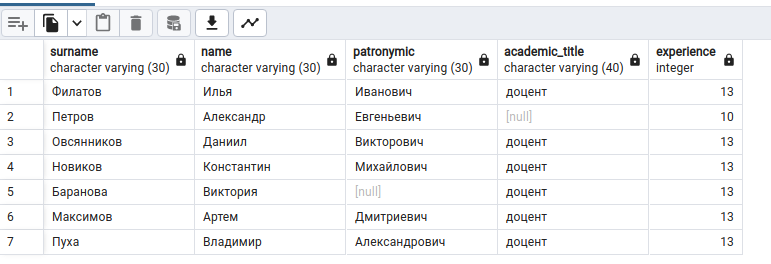 surname name patronymic academic_title experience
character varying (30) character varying (30) character varying (30) character varying (40) integer
1 Филатов Илья Иванович доцент 13
2 Петров Александр Евгеньевич [null] 10
3 Овсянников Даниил Викторович доцент 13
4 Новиков Константин Михайлович доцент 13
5 Баранова Виктория [null] доцент 13
6 Максимов Артем Дмитриевич доцент 13
7 Пуха Владимир Александрович доцент 13